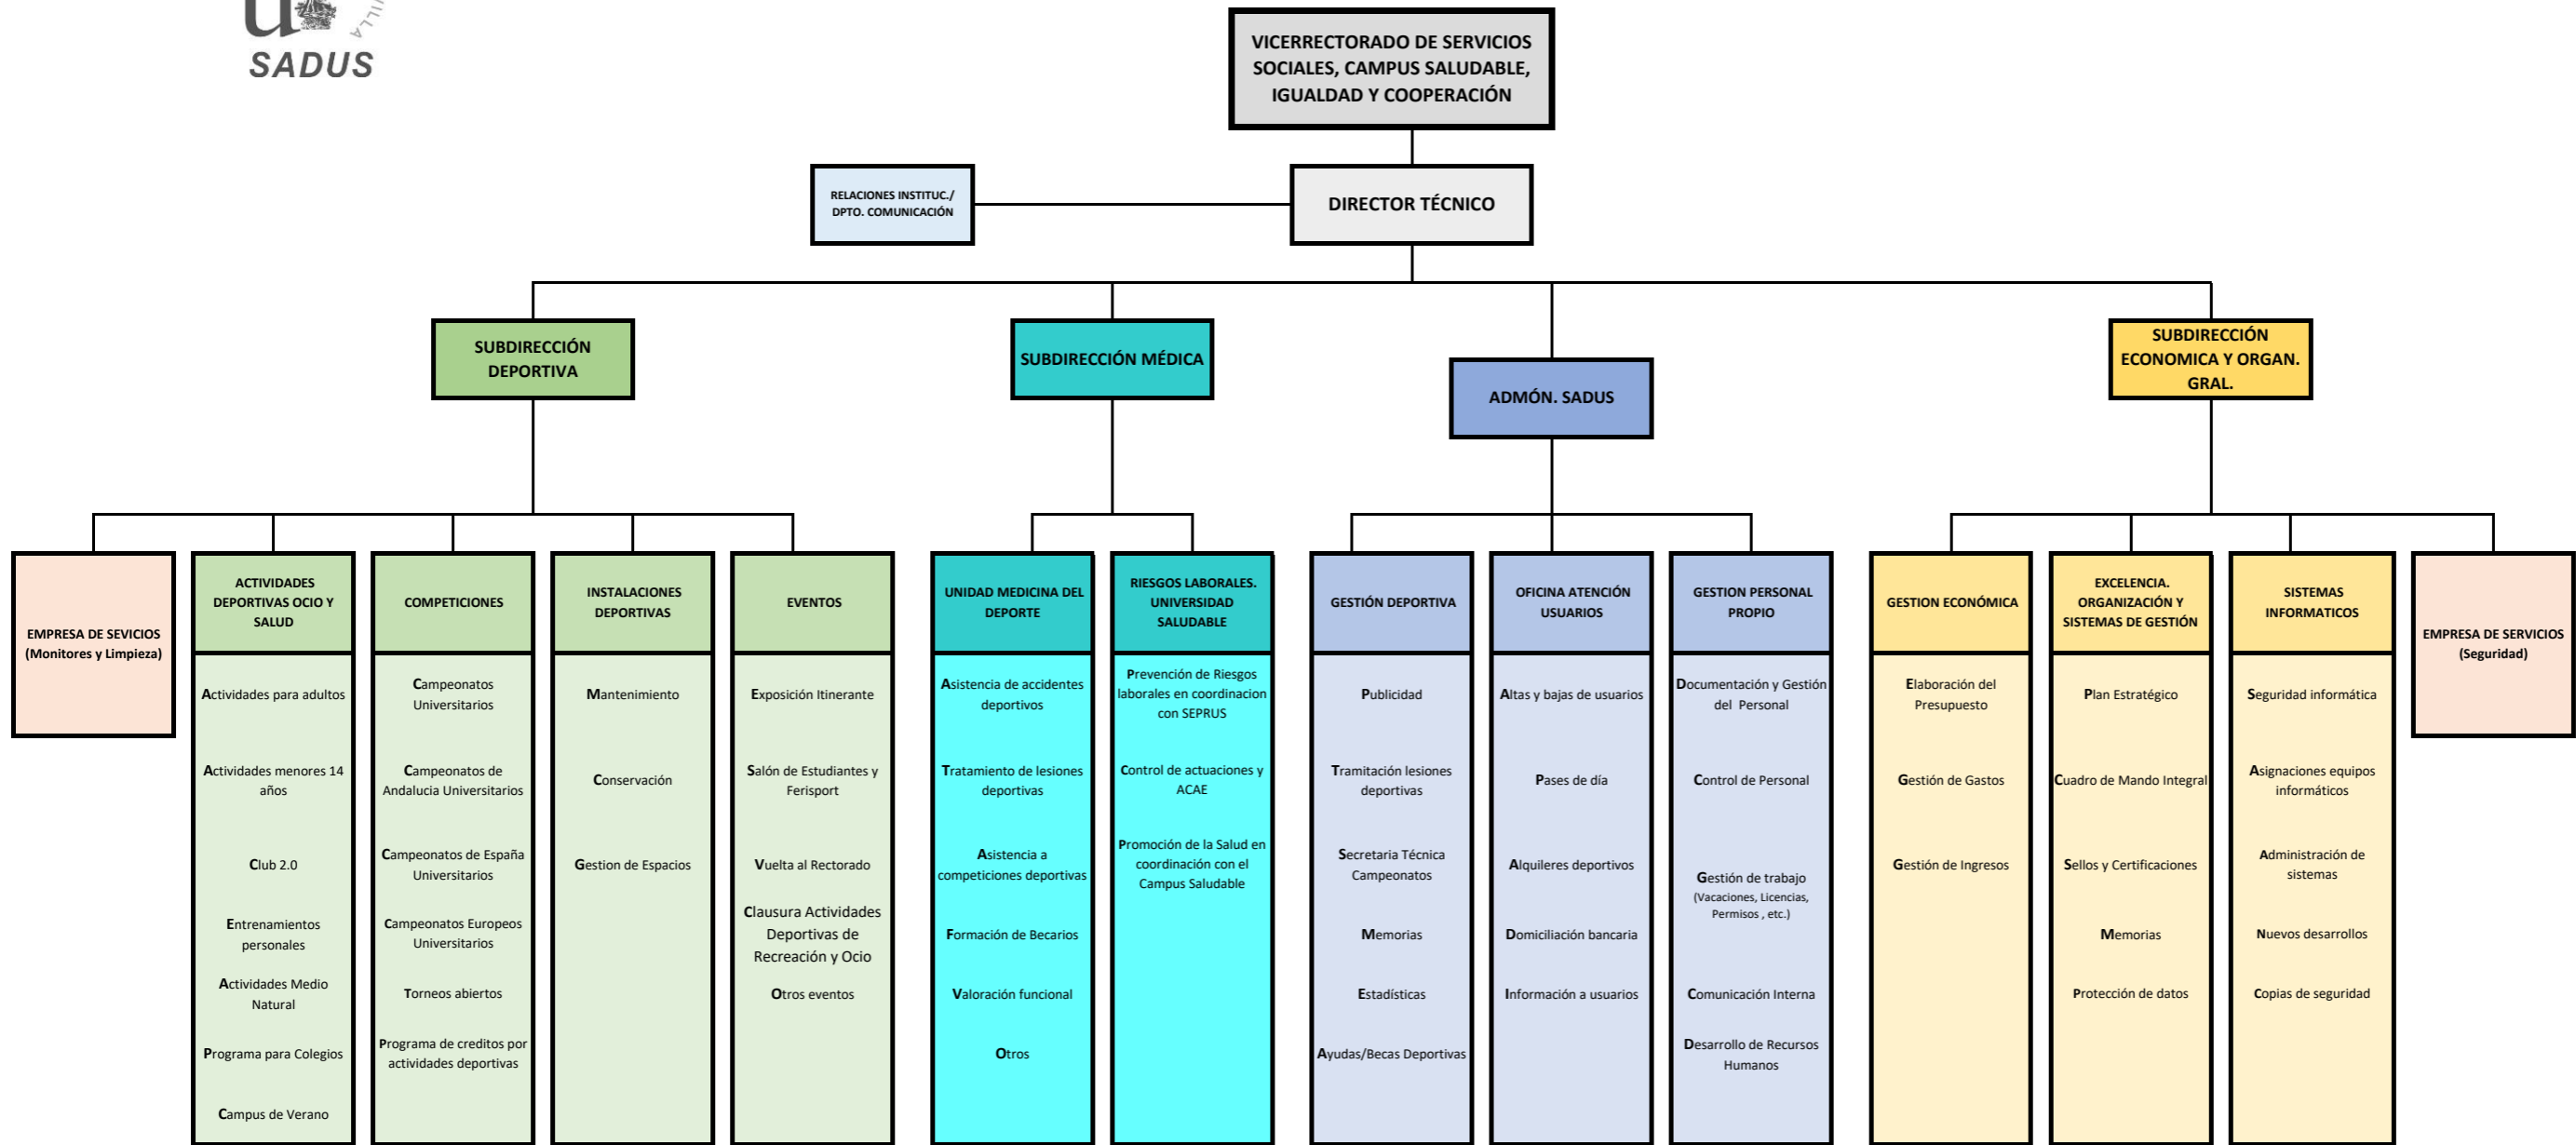 u
VILLA
SADUS
VICERRECTORADO DE SERVICIOS
SOCIALES, CAMPUS SALUDABLE,
IGUALDAD Y COOPERACIÓN
RELACIONES INSTITUC./
DPTO. COMUNICACIÓN
DIRECTOR TÉCNICO
SUBDIRECCIÓN
DEPORTIVA
SUBDIRECCIÓN MÉDICA
ADMÓN. SADUS
SUBDIRECCIÓN
ECONOMICA Y ORGAN.
GRAL.
EMPRESA DE SEVICIOS
(Monitores y Limpieza)
ACTIVIDADES
DEPORTIVAS OCIO Y
SALUD
Actividades para adultos
Actividades menores 14
años
Club 2.0
Entrenamientos
personales
Actividades Medio
Natural
Programa para Colegios
Campus de Verano
COMPETICIONES
Campeonatos
Universitarios
Campeonatos de
Andalucia Universitarios
Campeonatos de España
Universitarios
Campeonatos Europeos
Universitarios
Torneos abiertos
Programa de creditos por
actividades deportivas
INSTALACIONES
DEPORTIVAS
Mantenimiento
Conservación
Gestion de Espacios
EVENTOS
Exposición Itinerante
Salón de Estudiantes y
Ferisport
Vuelta al Rectorado
Clausura Actividades
Deportivas de
Recreación y Ocio
Otros eventos
UNIDAD MEDICINA DEL
DEPORTE
Asistencia de accidentes
deportivos
Tratamiento de lesiones
deportivas
Asistencia a
competiciones deportivas
Formación de Becarios
Valoración funcional
Otros
RIESGOS LABORALES.
UNIVERSIDAD
SALUDABLE
Prevención de Riesgos
laborales en coordinacion
con SEPRUS
Control de actuaciones y
ACAE
Promoción de la Salud en
coordinación con el
Campus Saludable
GESTIÓN DEPORTIVA
Publicidad
Tramitación lesiones
deportivas
Secretaria Técnica
Campeonatos
Memorias
Estadísticas
Ayudas/Becas Deportivas
OFICINA ATENCIÓN
USUARIOS
Altas y bajas de usuarios
Pases de día
Alquileres deportivos
Domiciliación bancaria
Información a usuarios
GESTION PERSONAL
PROPIO
Documentación y Gestión
del Personal
Control de Personal
Gestión de trabajo
(Vacaciones, Licencias,
Permisos , etc.)
Comunicación Interna
Desarrollo de Recursos
Humanos
GESTION ECONÓMICA
Elaboración del
Presupuesto
Gestión de Gastos
Gestión de Ingresos
EXCELENCIA.
ORGANIZACIÓN Y
SISTEMAS DE GESTIÓN
Plan Estratégico
Cuadro de Mando Integral
Sellos y Certificaciones
Memorias
Protección de datos
SISTEMAS
INFORMATICOS
Seguridad informática
Asignaciones equipos
informáticos
Administración de
sistemas
Nuevos desarrollos
Copias de seguridad
EMPRESA DE SERVICIOS
(Seguridad)